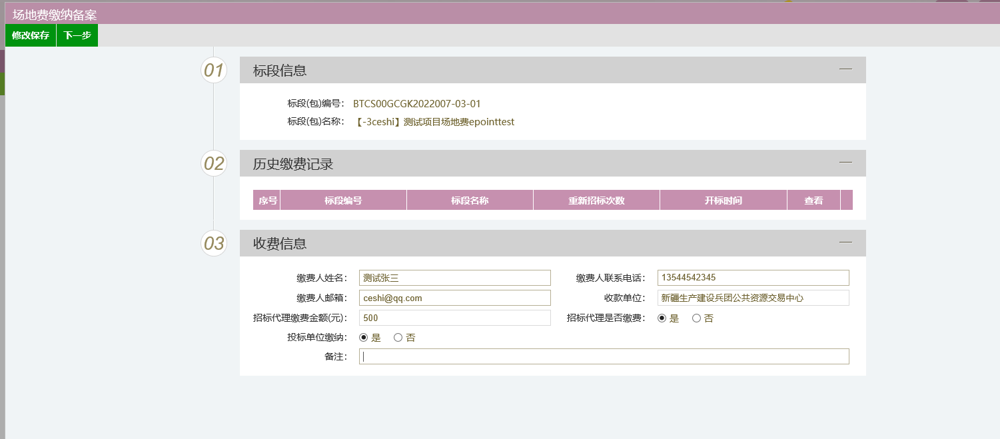 场地费缴纳备案
修改保存 下一步
01 标段信息
标段(包)编号： BTCS00GCGK2022007-03-01
标段(包)名称： 【-3ceshi】测试项目场地费epointtest
02 历史缴费记录
序号 标段编号 标段名称 重新招标次数 开标时间 查看
03 收费信息
缴费人姓名： 测试张三 缴费人联系电话： 13544542345
缴费人邮箱： ceshi@qq.com 收款单位： 新疆生产建设兵团公共资源交易中心
招标代理缴费金额(元)： 500 招标代理是否缴费： 是 否
投标单位缴纳： 是 否
备注：